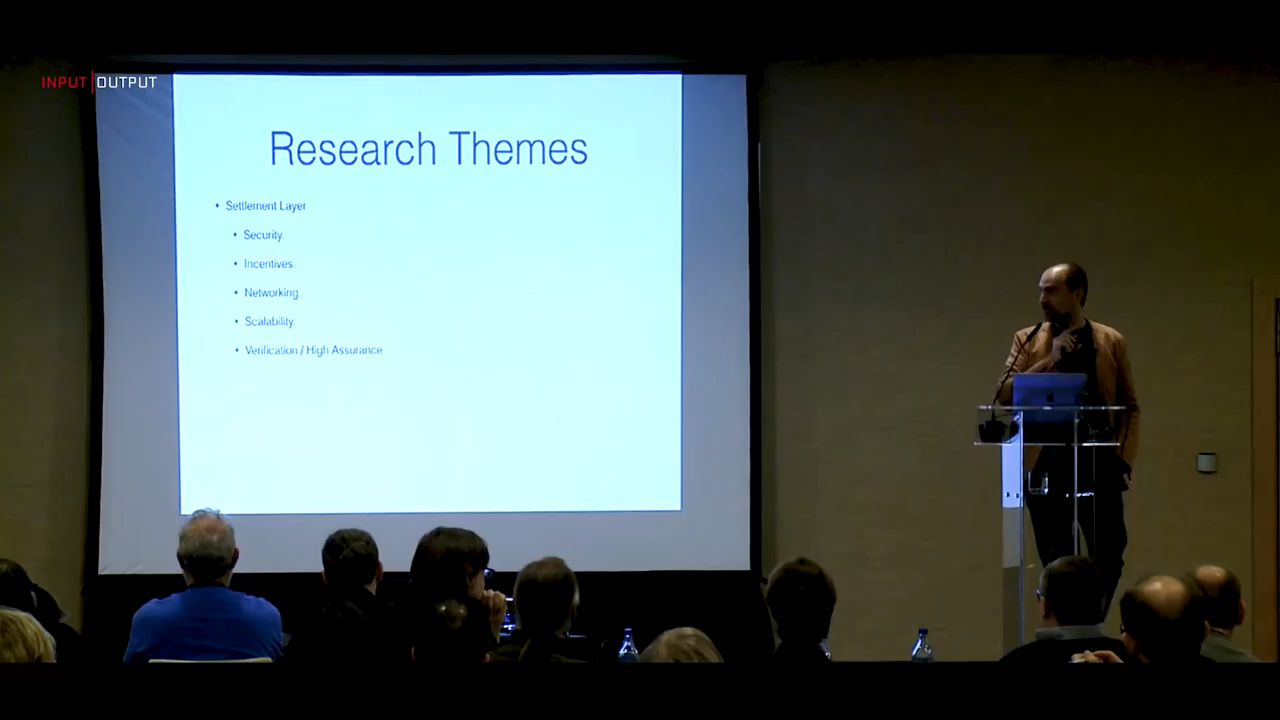 INPUT | OUTPUT
Research Themes
• Settlement Layer
• Security.
• Incentives.
• Networking.
• Scalability.
• Verification / High Assurance